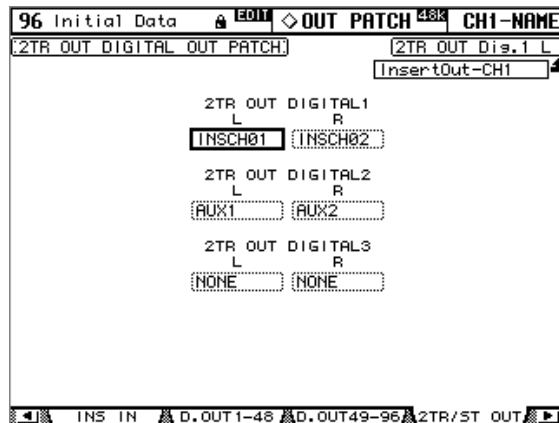 96 Initial Data EDIT ◇OUT PATCH 48k CH1-NAME
2TR OUT DIGITAL OUT PATCH 2TR OUT Dig.1 L
InsertOut-CH1
2TR OUT DIGITAL1
L R
INSCH01 INSCH02
2TR OUT DIGITAL2
L R
AUX1 AUX2
2TR OUT DIGITAL3
L R
NONE NONE
INS IN D.OUT1-48 D.OUT49-96 2TR/ST OUT